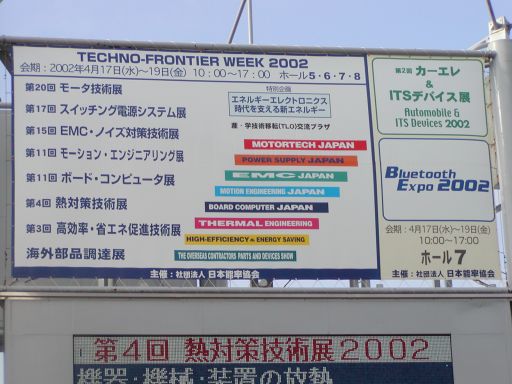 TECHNO-FRONTIER WEEK 2002
会期：2002年4月17日(水)～19日(金) 10：00～17：00 ホール5・6・7・8
第20回 モータ技術展
第17回 スイッチング電源システム展
第15回 EMC・ノイズ対策技術展
第11回 モーション・エンジニアリング展
第11回 ボード・コンピュータ展
第4回 熱対策技術展
第3回 高効率・省エネ促進技術展
海外部品調達展
特別企画
エネルギーエレクトロニクス
時代を支える新エネルギー
産・学技術移転(TLO)交流プラザ
MOTORTECH JAPAN
POWER SUPPLY JAPAN
EMC JAPAN
MOTION ENGINEERING JAPAN
BOARD COMPUTER JAPAN
THERMAL ENGINEERING
HIGH-EFFICIENCY & ENERGY SAVING
THE OVERSEAS CONTRACTORS PARTS AND DEVICES SHOW
主催：社団法人 日本能率協会
第2回 カーエレ
& ITSデバイス展
Automobile &
ITS Devices 2002
Bluetooth
Expo 2002
会期：4月17日(水)～19日(金)
10:00～17:00
ホール7
主催：社団法人 日本能率協会
第4回 熱対策技術展2002
機器・機械・装置の放熱